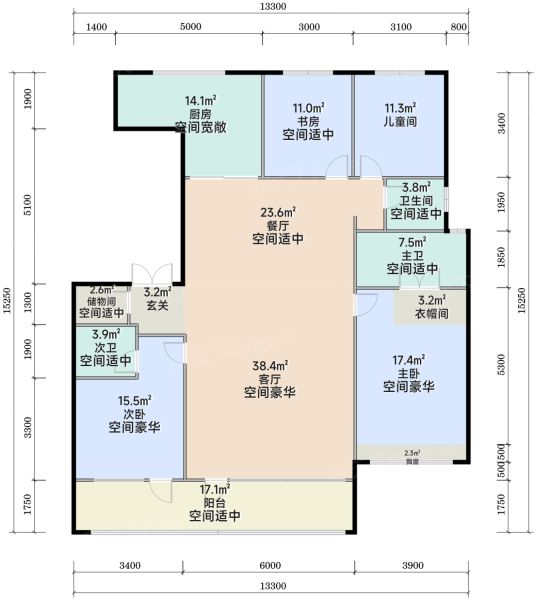 13300
1400 5000 3000 3100 800
1900
5100
1300
1900
3300
1750
15250
14.1㎡
厨房
空间宽敞
11.0㎡
书房
空间适中
11.3㎡
儿童间
3.8㎡
卫生间
空间适中
23.6㎡
餐厅
空间适中
7.5㎡
主卫
空间适中
2.6㎡
储物间
空间适中
3.2㎡
玄关
3.2㎡
衣帽间
3.9㎡
次卫
空间适中
38.4㎡
客厅
空间豪华
17.4㎡
主卧
空间豪华
15.5㎡
次卧
空间豪华
2.3㎡
飘窗
17.1㎡
阳台
空间适中
3400
1950
1850
5300
500
500
1750
15250
3400 6000 3900
13300